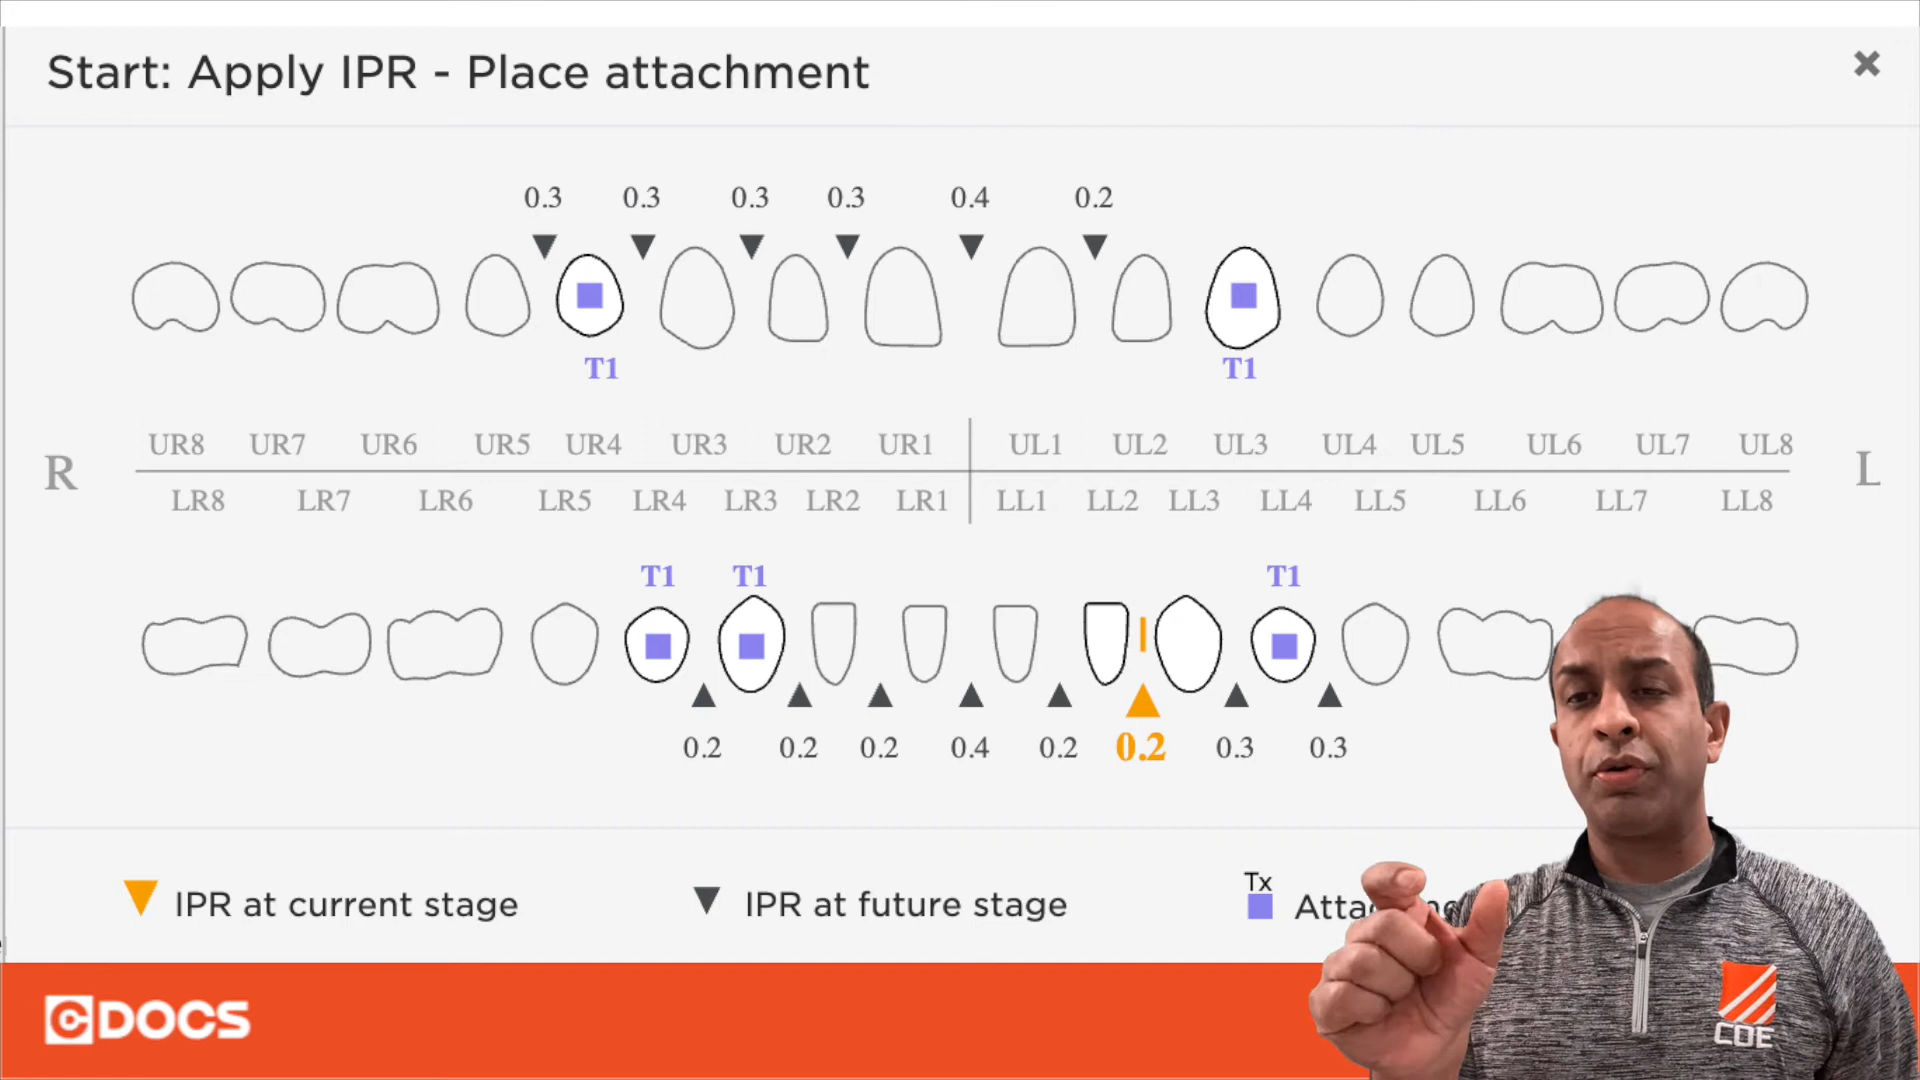 Start: Apply IPR - Place attachment
0.3 0.3 0.3 0.3 0.4 0.2
T1 T1
UR8 UR7 UR6 UR5 UR4 UR3 UR2 UR1 UL1 UL2 UL3 UL4 UL5 UL6 UL7 UL8
R L
LR8 LR7 LR6 LR5 LR4 LR3 LR2 LR1 LL1 LL2 LL3 LL4 LL5 LL6 LL7 LL8
T1 T1 T1
0.2 0.2 0.2 0.4 0.2 0.2 0.3 0.3
IPR at current stage
IPR at future stage
Tx
CDOCS
COE